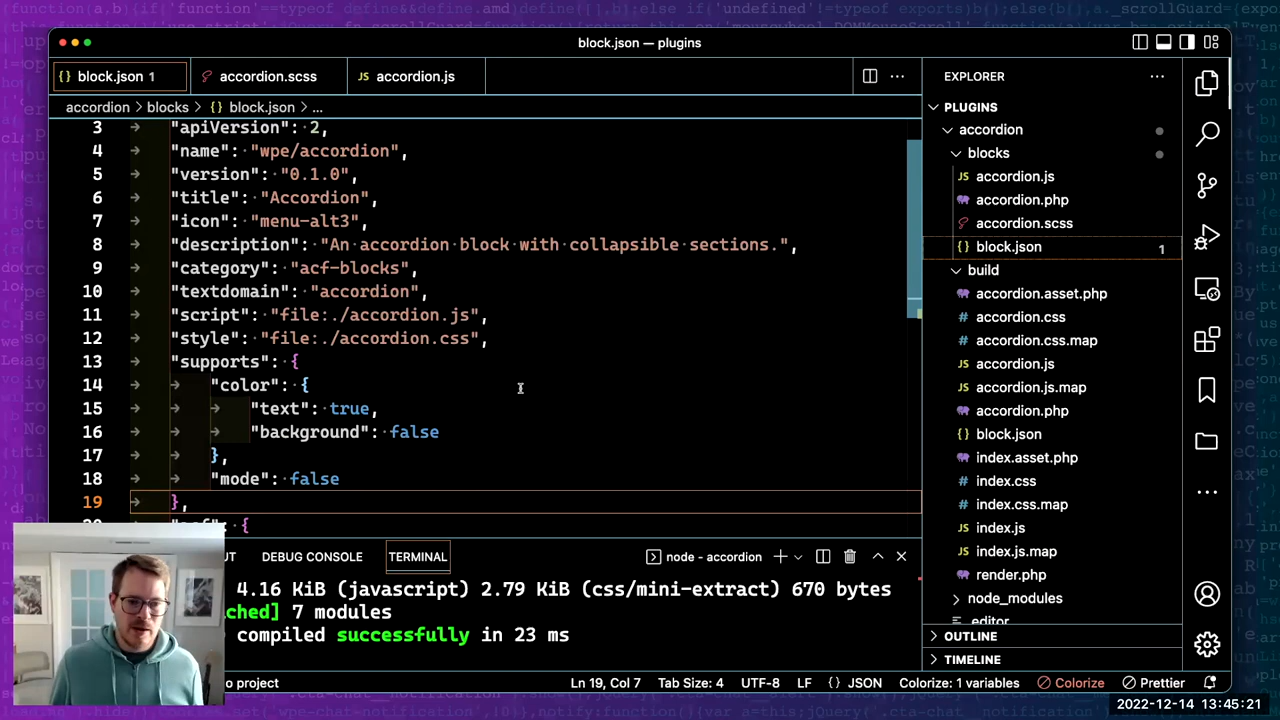 block.json — plugins
block.json 1
accordion.scss
accordion.js
accordion > blocks > block.json > ...
3 "apiVersion": 2,
4 "name": "wpe/accordion",
5 "version": "0.1.0",
6 "title": "Accordion",
7 "icon": "menu-alt3",
8 "description": "An accordion block with collapsible sections.",
9 "category": "acf-blocks",
10 "textdomain": "accordion",
11 "script": "file:./accordion.js",
12 "style": "file:./accordion.css",
13 "supports": {
14 "color": {
15 "text": true,
16 "background": false
17 },
18 "mode": false
19 },
DEBUG CONSOLE
TERMINAL
node - accordion
4.16 KiB (javascript) 2.79 KiB (css/mini-extract) 670 bytes
ched] 7 modules
compiled successfully in 23 ms
EXPLORER
PLUGINS
accordion
blocks
accordion.js
accordion.php
accordion.scss
block.json 1
build
accordion.asset.php
accordion.css
accordion.css.map
accordion.js
accordion.js.map
accordion.php
block.json
index.asset.php
index.css
index.css.map
index.js
index.js.map
render.php
node_modules
editor
OUTLINE
TIMELINE
o project
Ln 19, Col 7
Tab Size: 4
UTF-8
LF
{} JSON
Colorize: 1 variables
Colorize
Prettier
2022-12-14 13:45:21